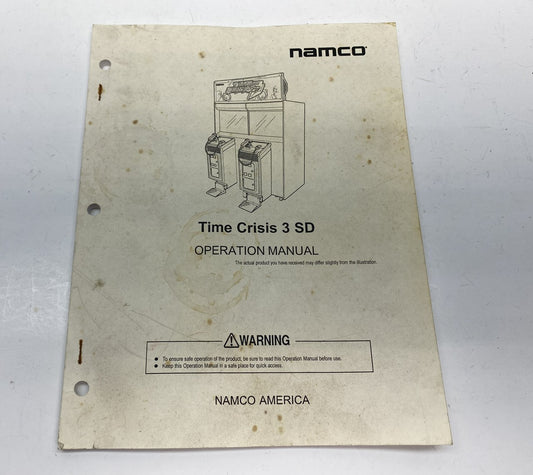 namco
Time Crisis 3 SD
OPERATION MANUAL
The actual product you have received may differ slightly from the illustration.
⚠WARNING
● To ensure safe operation of the product, be sure to read this Operation Manual before use.
● Keep this Operation Manual in a safe place for quick access.
NAMCO AMERICA